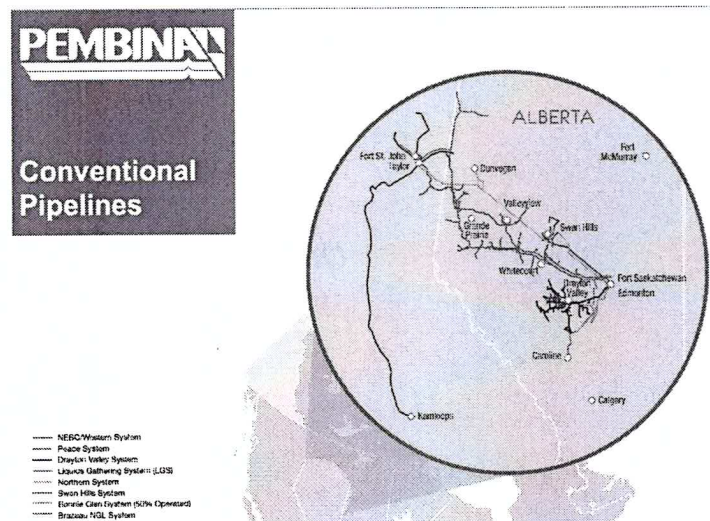 PEMBINA
Conventional
Pipelines
ALBERTA
Fort
McMurray
Fort St. John
Taylor
Dunvegan
Valleyview
Grande
Prairie
Swan Hills
Whitecourt
Fort Saskatchewan
Drayton
Valley
Edmonton
Caroline
Calgary
Kamloops
NEBC/Western System
Peace System
Drayton Valley System
Liquids Gathering System (LGS)
Northern System
Swan Hills System
Bonnie Glen System (50% Operated)
Brazeau NGL System